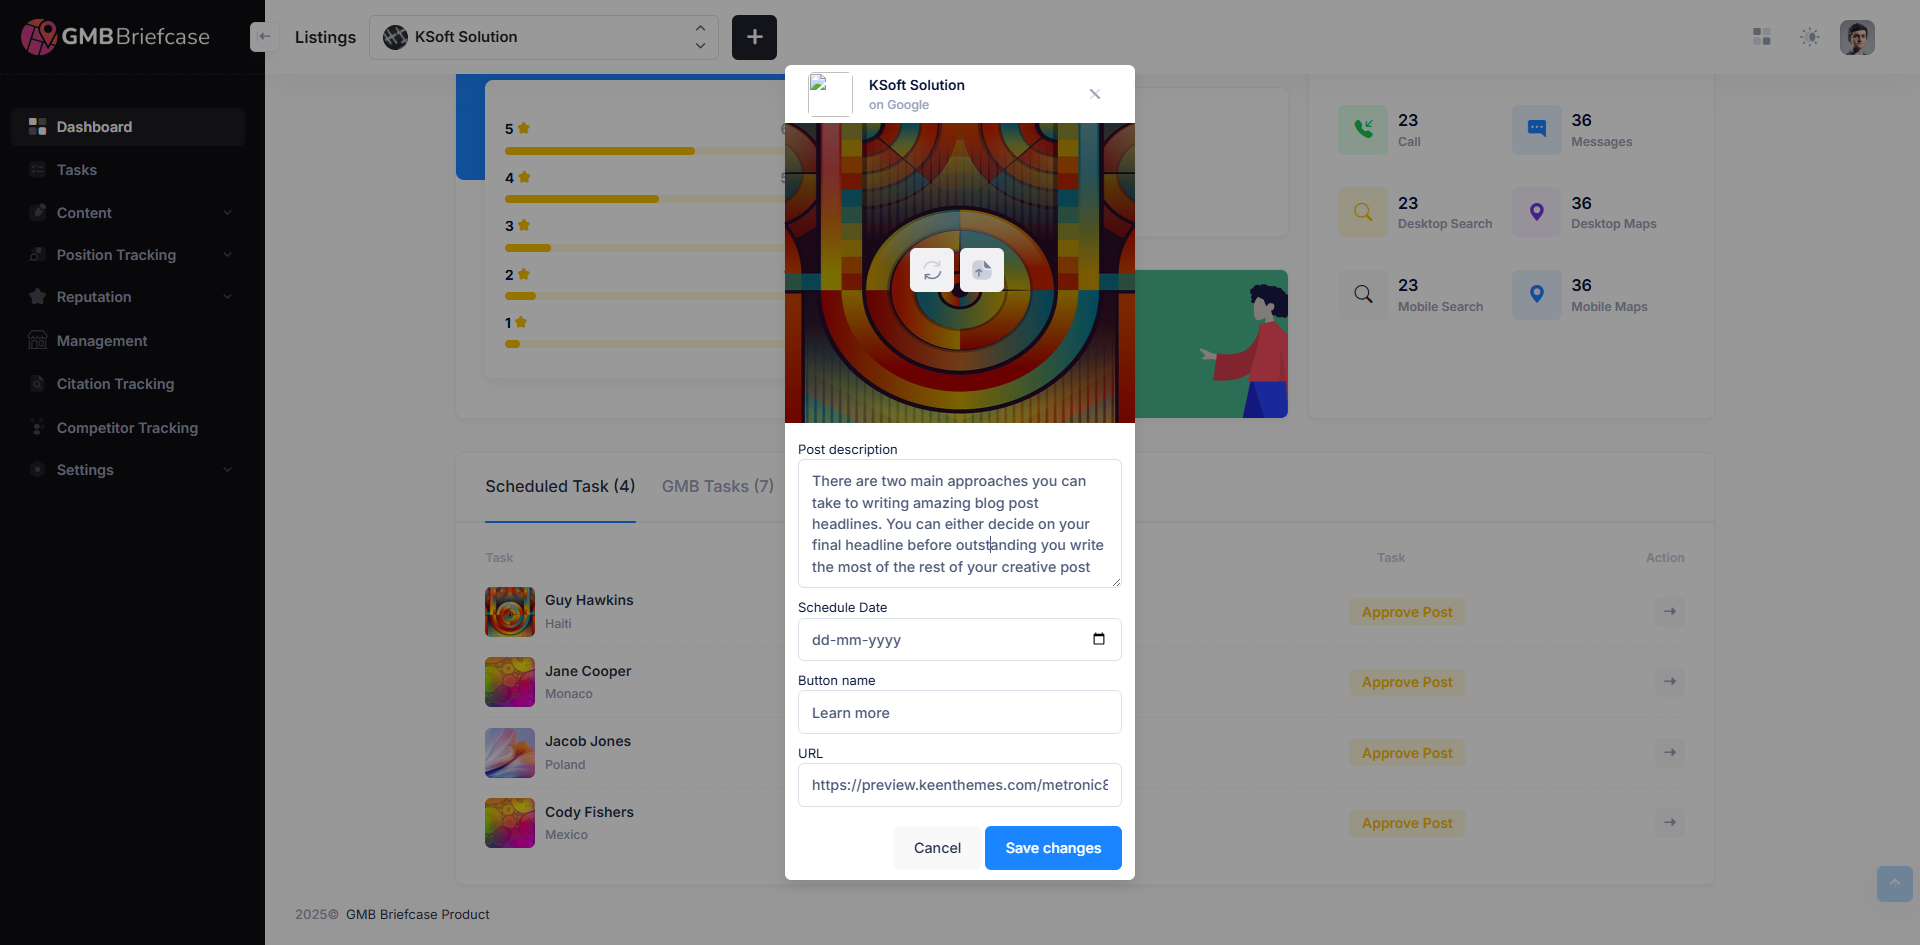 GMBBriefcase
Listings
KSoft Solution
Dashboard
Tasks
Content
Position Tracking
Reputation
Management
Citation Tracking
Competitor Tracking
Settings
5
4
3
2
1
KSoft Solution
on Google
Post description
There are two main approaches you can
take to writing amazing blog post
headlines. You can either decide on your
final headline before outstanding you write
the most of the rest of your creative post
Schedule Date
dd-mm-yyyy
Button name
Learn more
URL
https://preview.keenthemes.com/metronic8
Cancel
Save changes
23
Call
36
Messages
23
Desktop Search
36
Desktop Maps
23
Mobile Search
36
Mobile Maps
Scheduled Task (4)
GMB Tasks (7)
Task
Task
Action
Guy Hawkins
Haiti
Approve Post
Jane Cooper
Monaco
Approve Post
Jacob Jones
Poland
Approve Post
Cody Fishers
Mexico
Approve Post
2025© GMB Briefcase Product